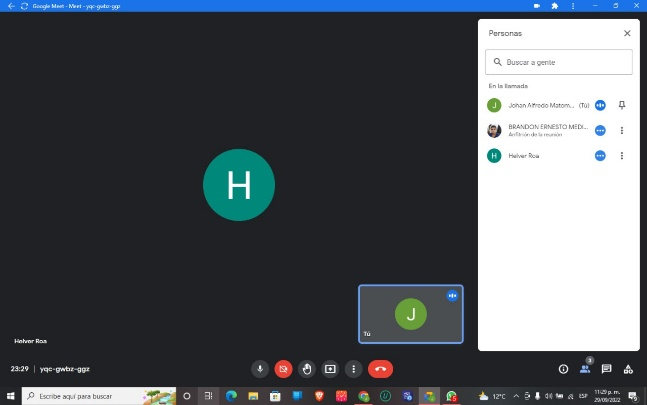 Google Meet - Meet - yqc-gwbz-ggp
Personas
Buscar a gente
En la llamada
J
Johan Alfredo Matom... (Tú)
BRANDON ERNESTO MEDI...
Anfitrión de la reunión
H
Helver Roa
H
J
Tú
Helver Roa
23:29 | yqc-gwbz-ggz
3
Escribe aquí para buscar
12°C
ESP
11:29 p. m.
29/09/2022